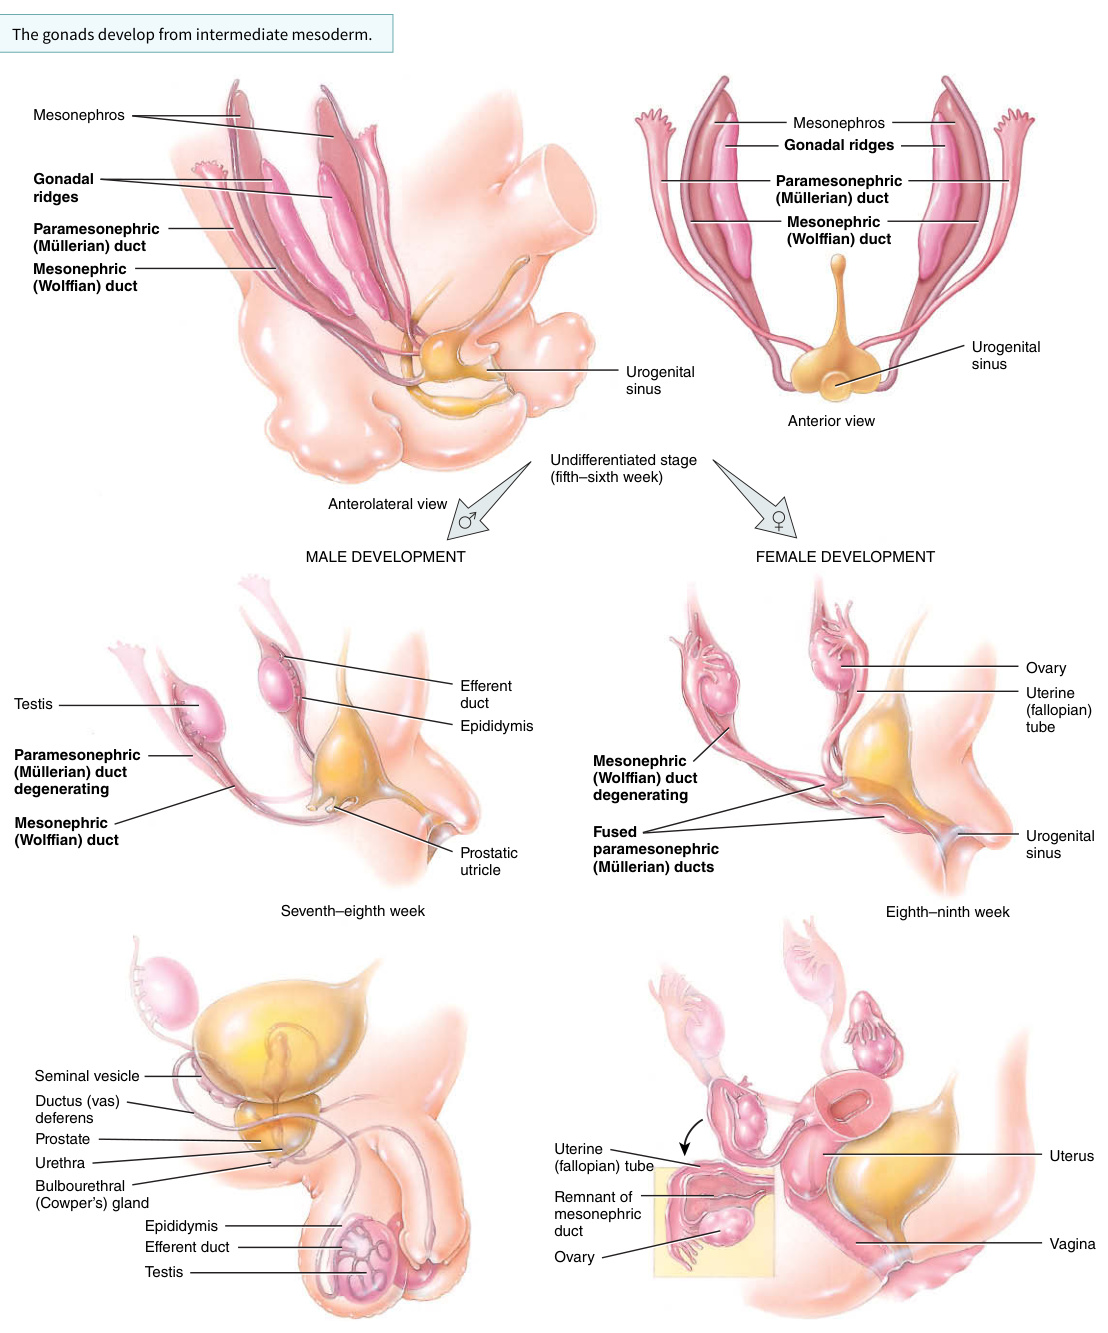 The gonads develop from intermediate mesoderm.
Mesonephros
Gonadal
ridges
Paramesonephric
(Müllerian) duct
Mesonephric
(Wolffian) duct
Urogenital
sinus
Anterolateral view
Mesonephros
Gonadal ridges
Paramesonephric
(Müllerian) duct
Mesonephric
(Wolffian) duct
Urogenital
sinus
Anterior view
Undifferentiated stage
(fifth–sixth week)
♂
♀
MALE DEVELOPMENT
FEMALE DEVELOPMENT
Efferent
duct
Epididymis
Testis
Paramesonephric
(Müllerian) duct
degenerating
Mesonephric
(Wolffian) duct
Prostatic
utricle
Seventh–eighth week
Ovary
Uterine
(fallopian)
tube
Mesonephric
(Wolffian) duct
degenerating
Fused
paramesonephric
(Müllerian) ducts
Urogenital
sinus
Eighth–ninth week
Seminal vesicle
Ductus (vas)
deferens
Prostate
Urethra
Bulbourethral
(Cowper's) gland
Epididymis
Efferent duct
Testis
Uterine
(fallopian) tube
Remnant of
mesonephric
duct
Ovary
Uterus
Vagina